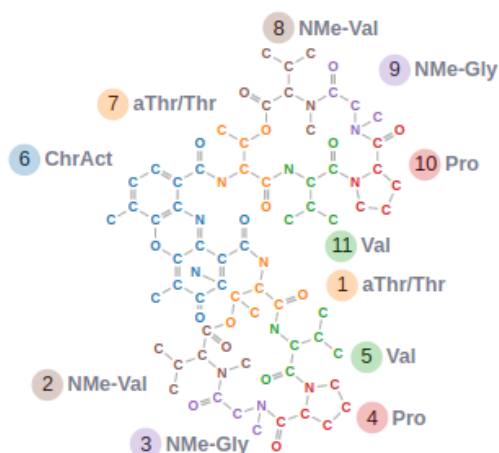 8 NMe-Val
9 NMe-Gly
7 aThr/Thr
6 ChrAct
10 Pro
11 Val
1 aThr/Thr
5 Val
2 NMe-Val
4 Pro
3 NMe-Gly